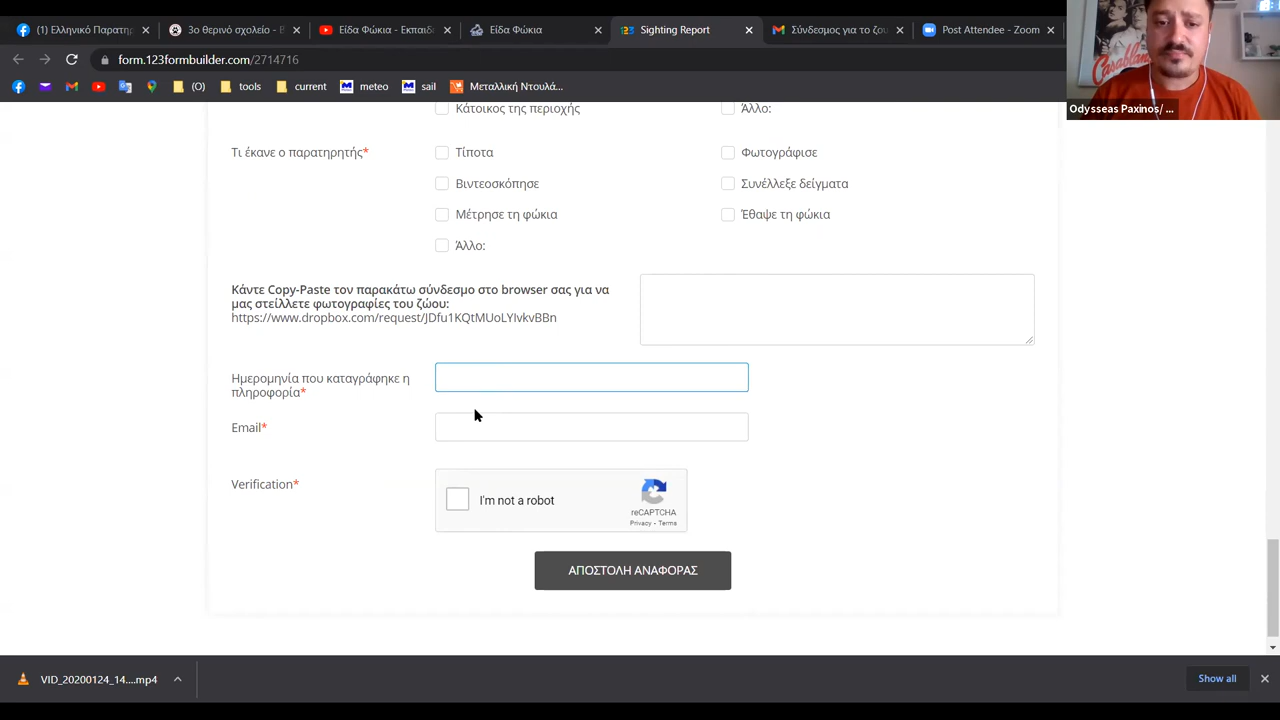 (1) Ελληνικό Παρατηρ
3ο θερινό σχολείο - Β
Είδα Φώκια - Εκπαιδε
Είδα Φώκια
123 Sighting Report
Σύνδεσμος για το ζου
Post Attendee - Zoom
form.123formbuilder.com/2714716
(O)
tools
current
meteo
sail
Μεταλλική Ντουλά...
Casablanca
Odysseas Paxinos/ ...
Κάτοικος της περιοχής
Άλλο:
Τι έκανε ο παρατηρητής*
Τίποτα
Φωτογράφισε
Βιντεοσκόπησε
Συνέλλεξε δείγματα
Μέτρησε τη φώκια
Έθαψε τη φώκια
Άλλο:
Κάντε Copy-Paste τον παρακάτω σύνδεσμο στο browser σας για να
μας στείλλετε φωτογραφίες του ζώου:
https://www.dropbox.com/request/JDfu1KQtMUoLYIvkvBBn
Ημερομηνία που καταγράφηκε η
πληροφορία*
Email*
Verification*
I'm not a robot
reCAPTCHA
Privacy - Terms
ΑΠΟΣΤΟΛΗ ΑΝΑΦΟΡΑΣ
VID_20200124_14....mp4
Show all